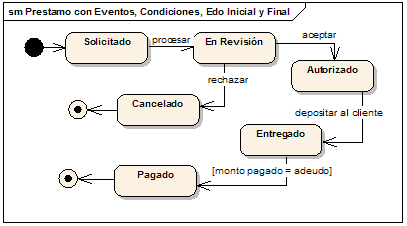 sm Prestamo con Eventos, Condiciones, Edo Inicial y Final
Solicitado
procesar
En Revisión
aceptar
Autorizado
rechazar
Cancelado
depositar al cliente
Entregado
[monto pagado = adeudo]
Pagado